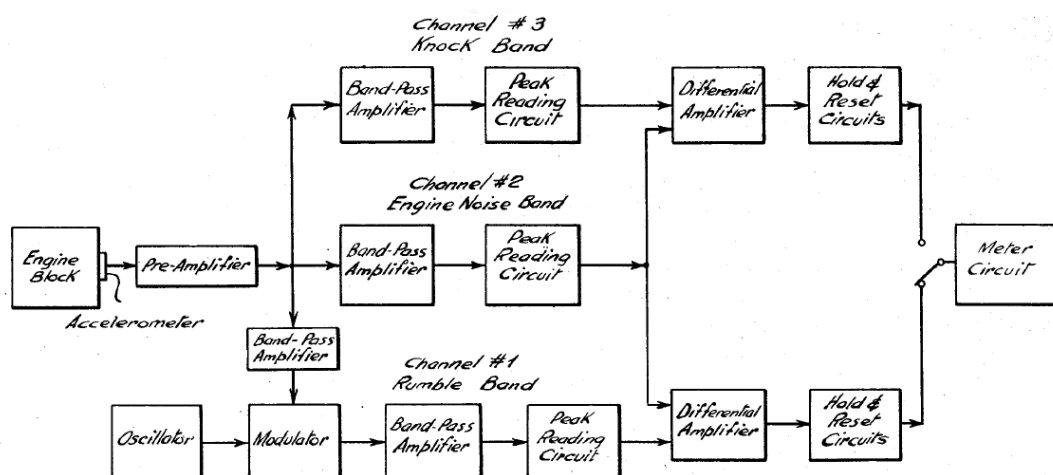 Channel #3
Knock Band
Band-Pass
Amplifier
Peak
Reading
Circuit
Differential
Amplifier
Hold &
Reset
Circuits
Channel #2
Engine Noise Band
Engine
Block
Pre-Amplifier
Band-Pass
Amplifier
Peak
Reading
Circuit
Meter
Circuit
Accelerometer
Band-Pass
Amplifier
Channel #1
Rumble Band
Oscillator
Modulator
Band-Pass
Amplifier
Peak
Reading
Circuit
Differential
Amplifier
Hold &
Reset
Circuits